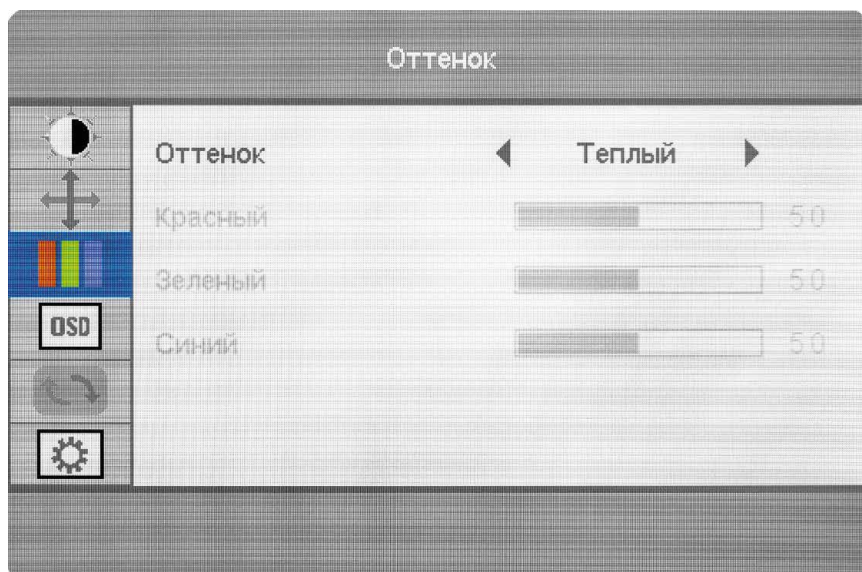 Оттенок
Оттенок Теплый
Красный 50
Зеленый 50
OSD
Синий 50